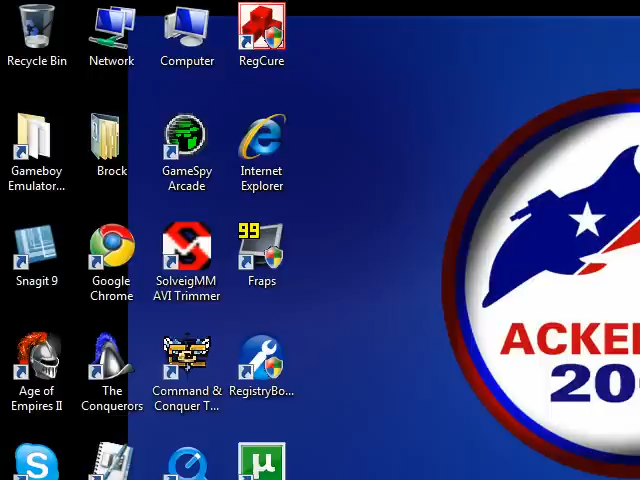 Recycle Bin
Network
Computer
RegCure
Gameboy
Emulator...
Brock
GameSpy
Arcade
Internet
Explorer
Snagit 9
Google
Chrome
SolveigMM
AVI Trimmer
99
Fraps
Age of
Empires II
The
Conquerors
Command &
Conquer T...
RegistryBo...
ACKE
20
S
µ